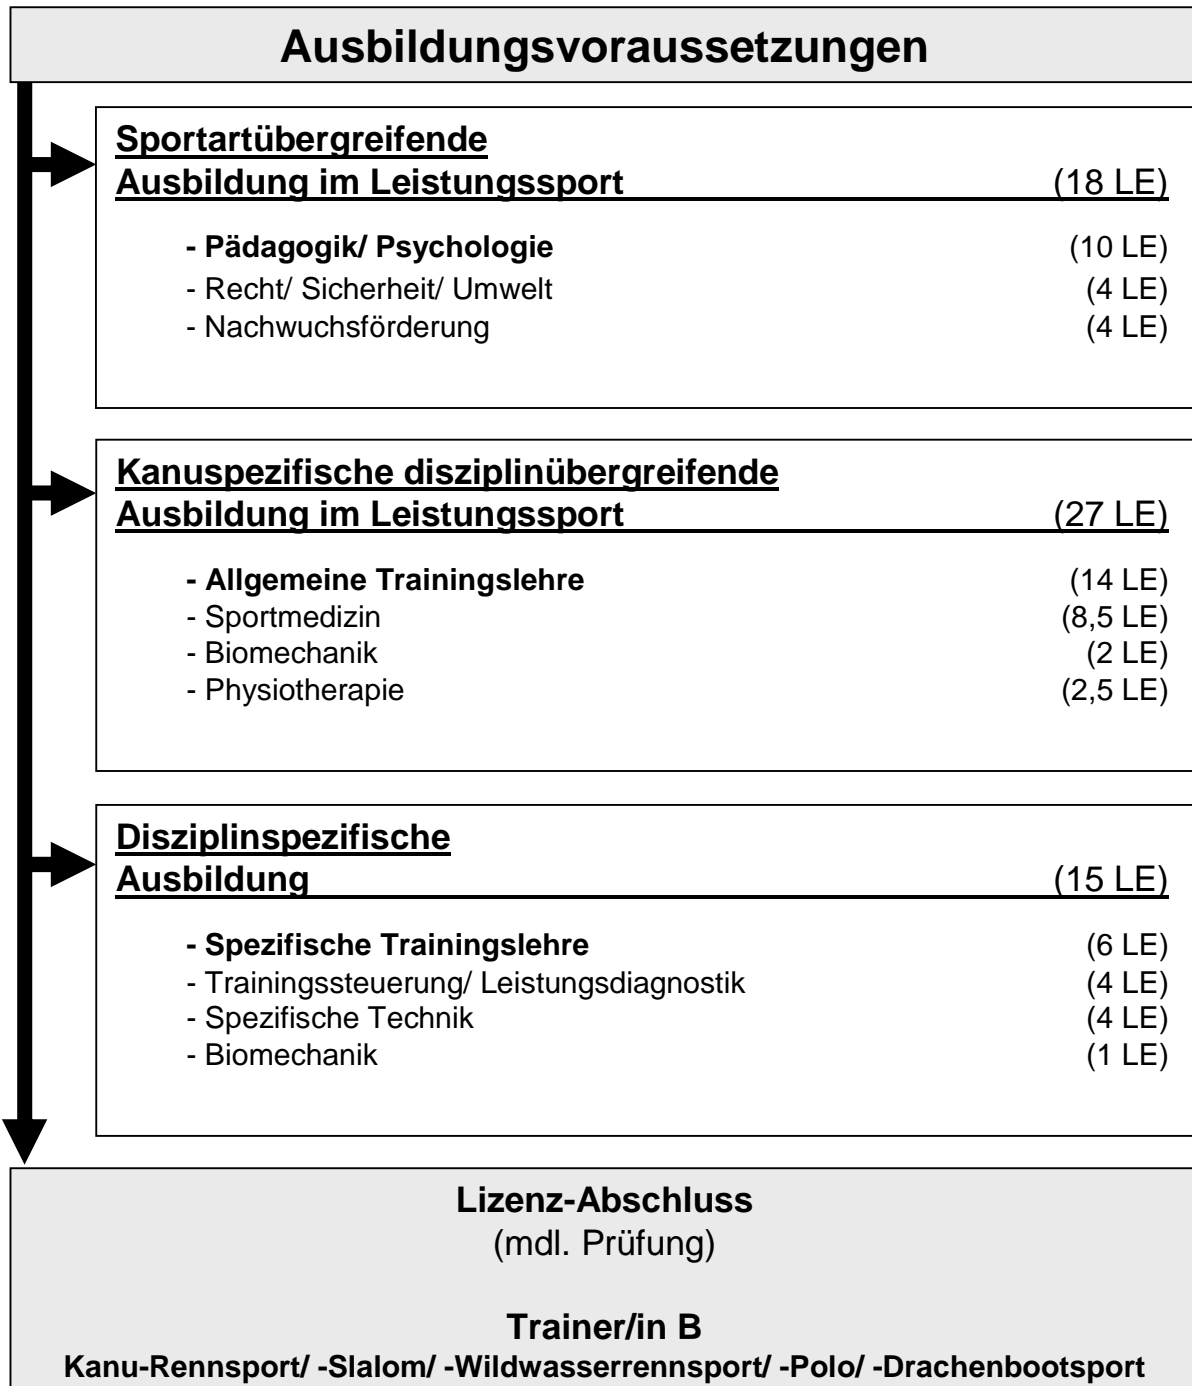 Ausbildungsvoraussetzungen
Sportartübergreifende
Ausbildung im Leistungssport (18 LE)
- Pädagogik/ Psychologie (10 LE)
- Recht/ Sicherheit/ Umwelt (4 LE)
- Nachwuchsförderung (4 LE)
Kanuspezifische disziplinübergreifende
Ausbildung im Leistungssport (27 LE)
- Allgemeine Trainingslehre (14 LE)
- Sportmedizin (8,5 LE)
- Biomechanik (2 LE)
- Physiotherapie (2,5 LE)
Disziplinspezifische
Ausbildung (15 LE)
- Spezifische Trainingslehre (6 LE)
- Trainingssteuerung/ Leistungsdiagnostik (4 LE)
- Spezifische Technik (4 LE)
- Biomechanik (1 LE)
Lizenz-Abschluss
(mdl. Prüfung)
Trainer/in B
Kanu-Rennsport/ -Slalom/ -Wildwasserrennsport/ -Polo/ -Drachenbootsport